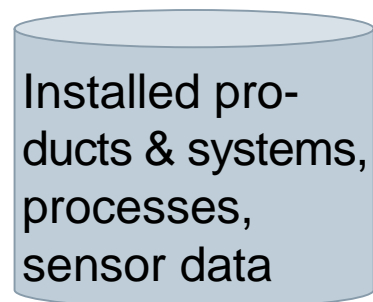 Installed pro-
ducts & systems,
processes,
sensor data